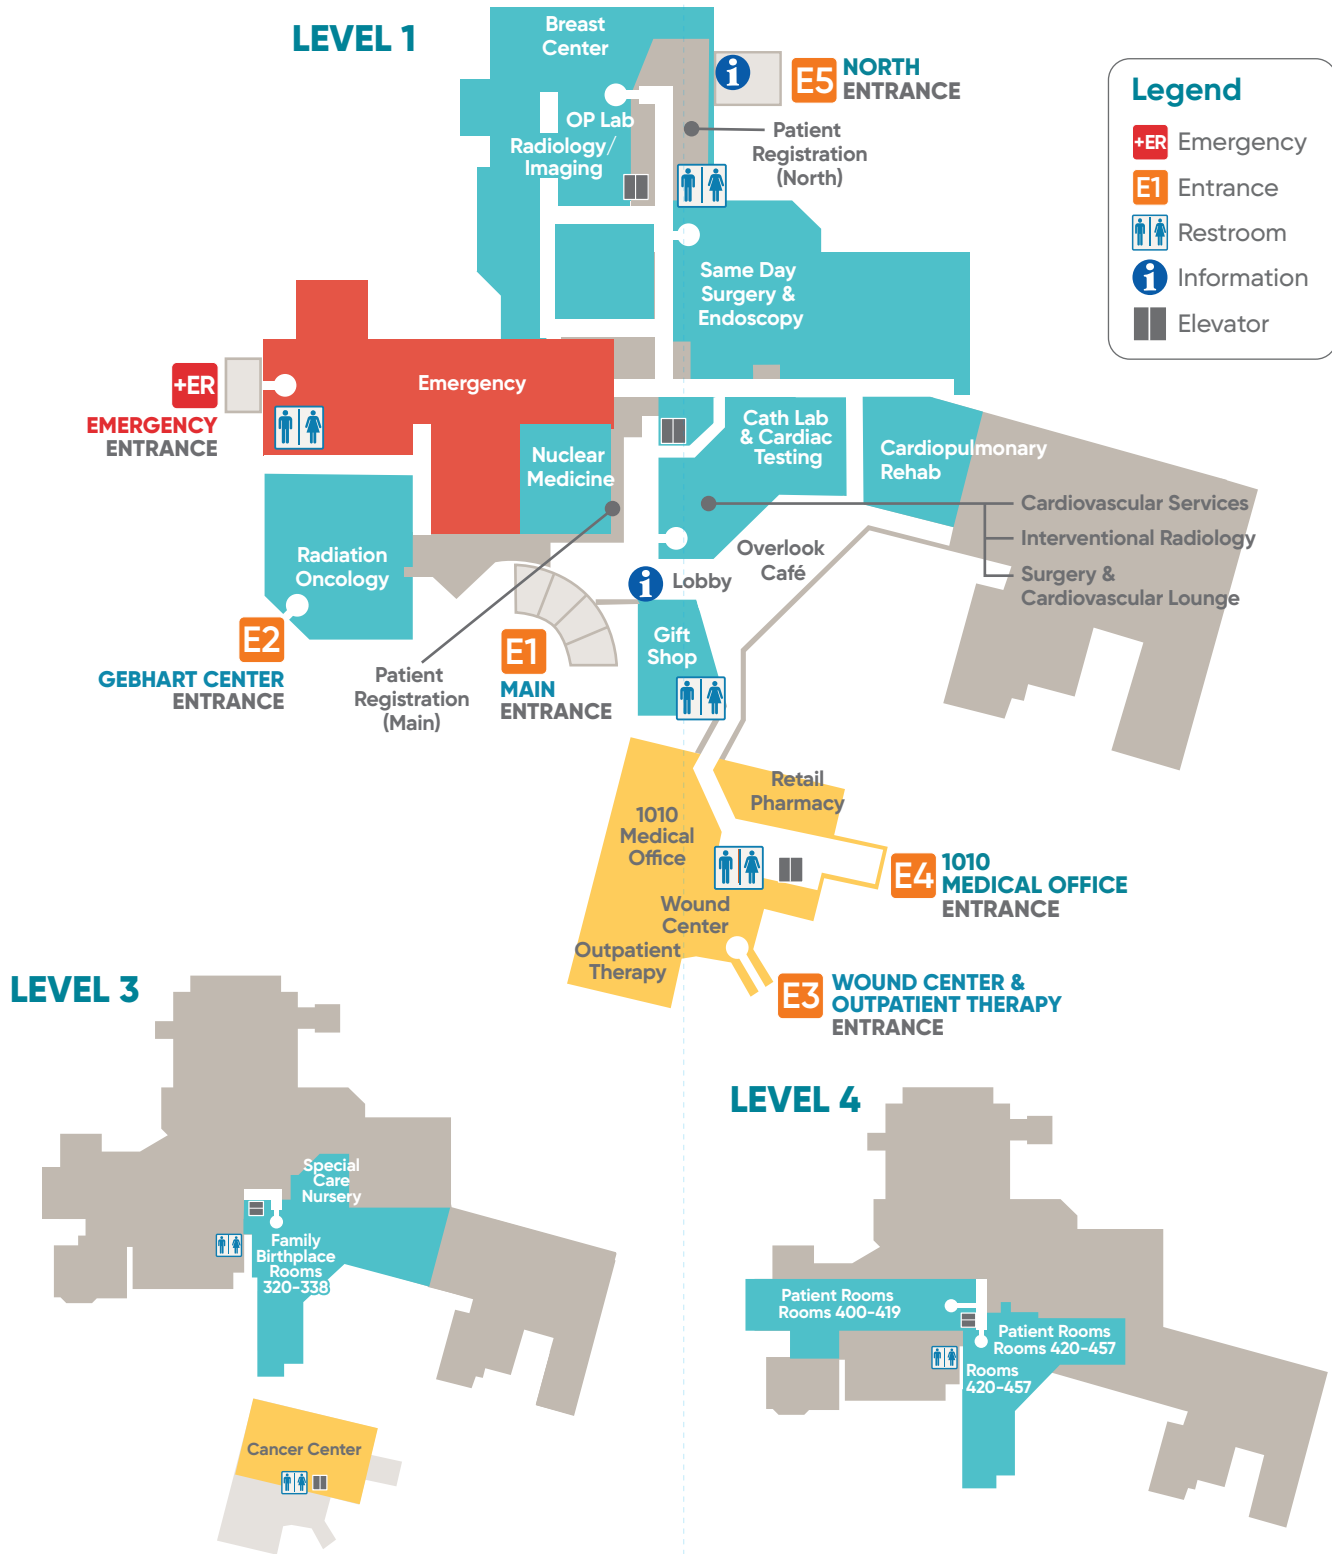 LEVEL 1
Breast
Center
OP Lab
Radiology/
Imaging
E5
NORTH
ENTRANCE
Patient
Registration
(North)
Legend
+ER Emergency
E1 Entrance
Restroom
i Information
Elevator
Same Day
Surgery &
Endoscopy
+ER
EMERGENCY
ENTRANCE
Emergency
Nuclear
Medicine
Cath Lab
& Cardiac
Testing
Cardiopulmonary
Rehab
Cardiovascular Services
Interventional Radiology
Surgery &
Cardiovascular Lounge
Radiation
Oncology
Overlook
Café
i Lobby
E2
GEBHART CENTER
ENTRANCE
Patient
Registration
(Main)
E1
MAIN
ENTRANCE
Gift
Shop
Retail
Pharmacy
1010
Medical
Office
E4
1010
MEDICAL OFFICE
ENTRANCE
Wound
Center
Outpatient
Therapy
E3
WOUND CENTER &
OUTPATIENT THERAPY
ENTRANCE
LEVEL 3
Special
Care
Nursery
Family
Birthplace
Rooms
320-338
Cancer Center
LEVEL 4
Patient Rooms
Rooms 400-419
Patient Rooms
Rooms 420-457
Rooms
420-457